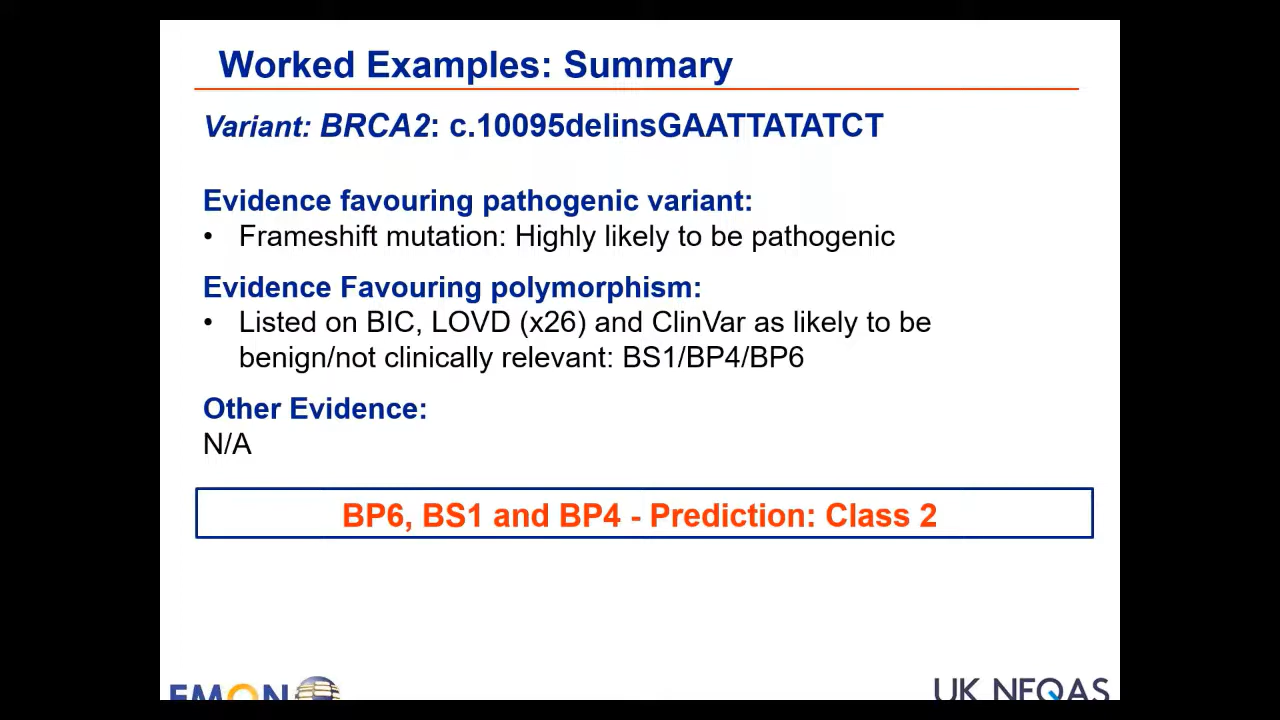 Worked Examples: Summary
Variant: BRCA2: c.10095delinsGAATTATATCT
Evidence favouring pathogenic variant:
• Frameshift mutation: Highly likely to be pathogenic
Evidence Favouring polymorphism:
• Listed on BIC, LOVD (x26) and ClinVar as likely to be
benign/not clinically relevant: BS1/BP4/BP6
Other Evidence:
N/A
BP6, BS1 and BP4 - Prediction: Class 2
EMQN
UK NEQAS